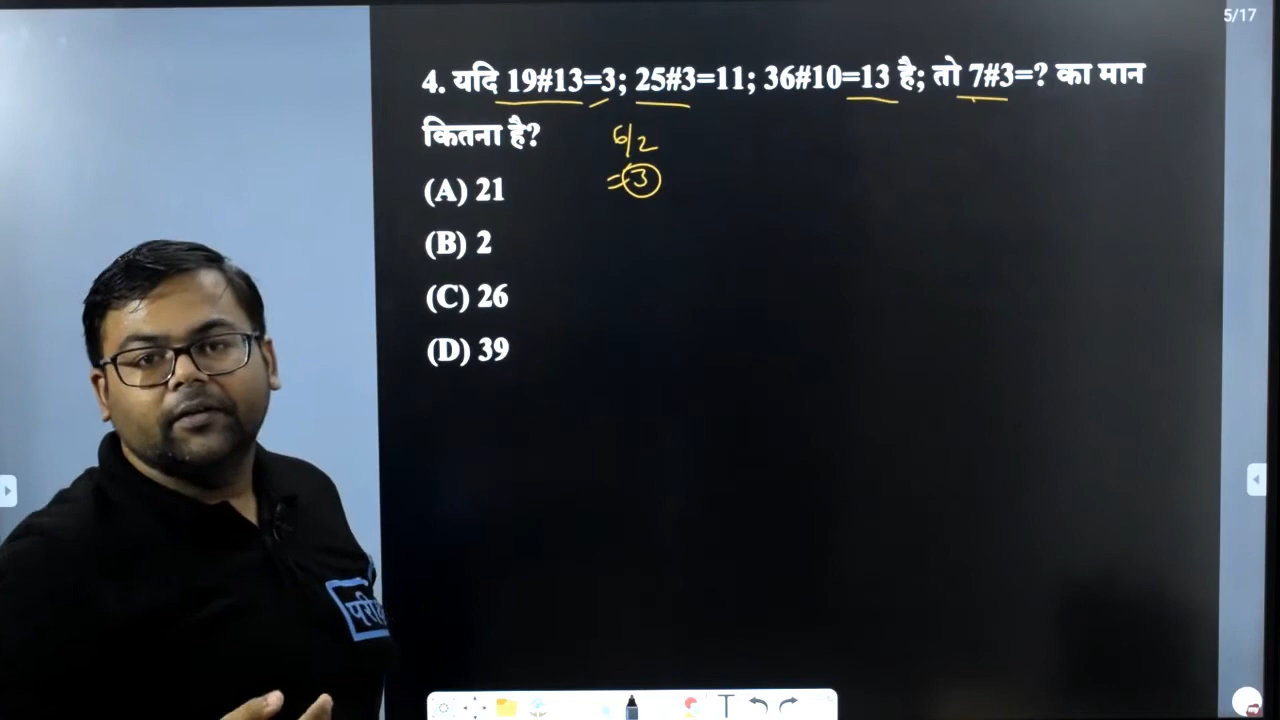 5/17
4. यदि 19#13=3; 25#3=11; 36#10=13 है; तो 7#3=? का मान
कितना है?
6/2
=3
(A) 21
(B) 2
(C) 26
(D) 39
परी
T